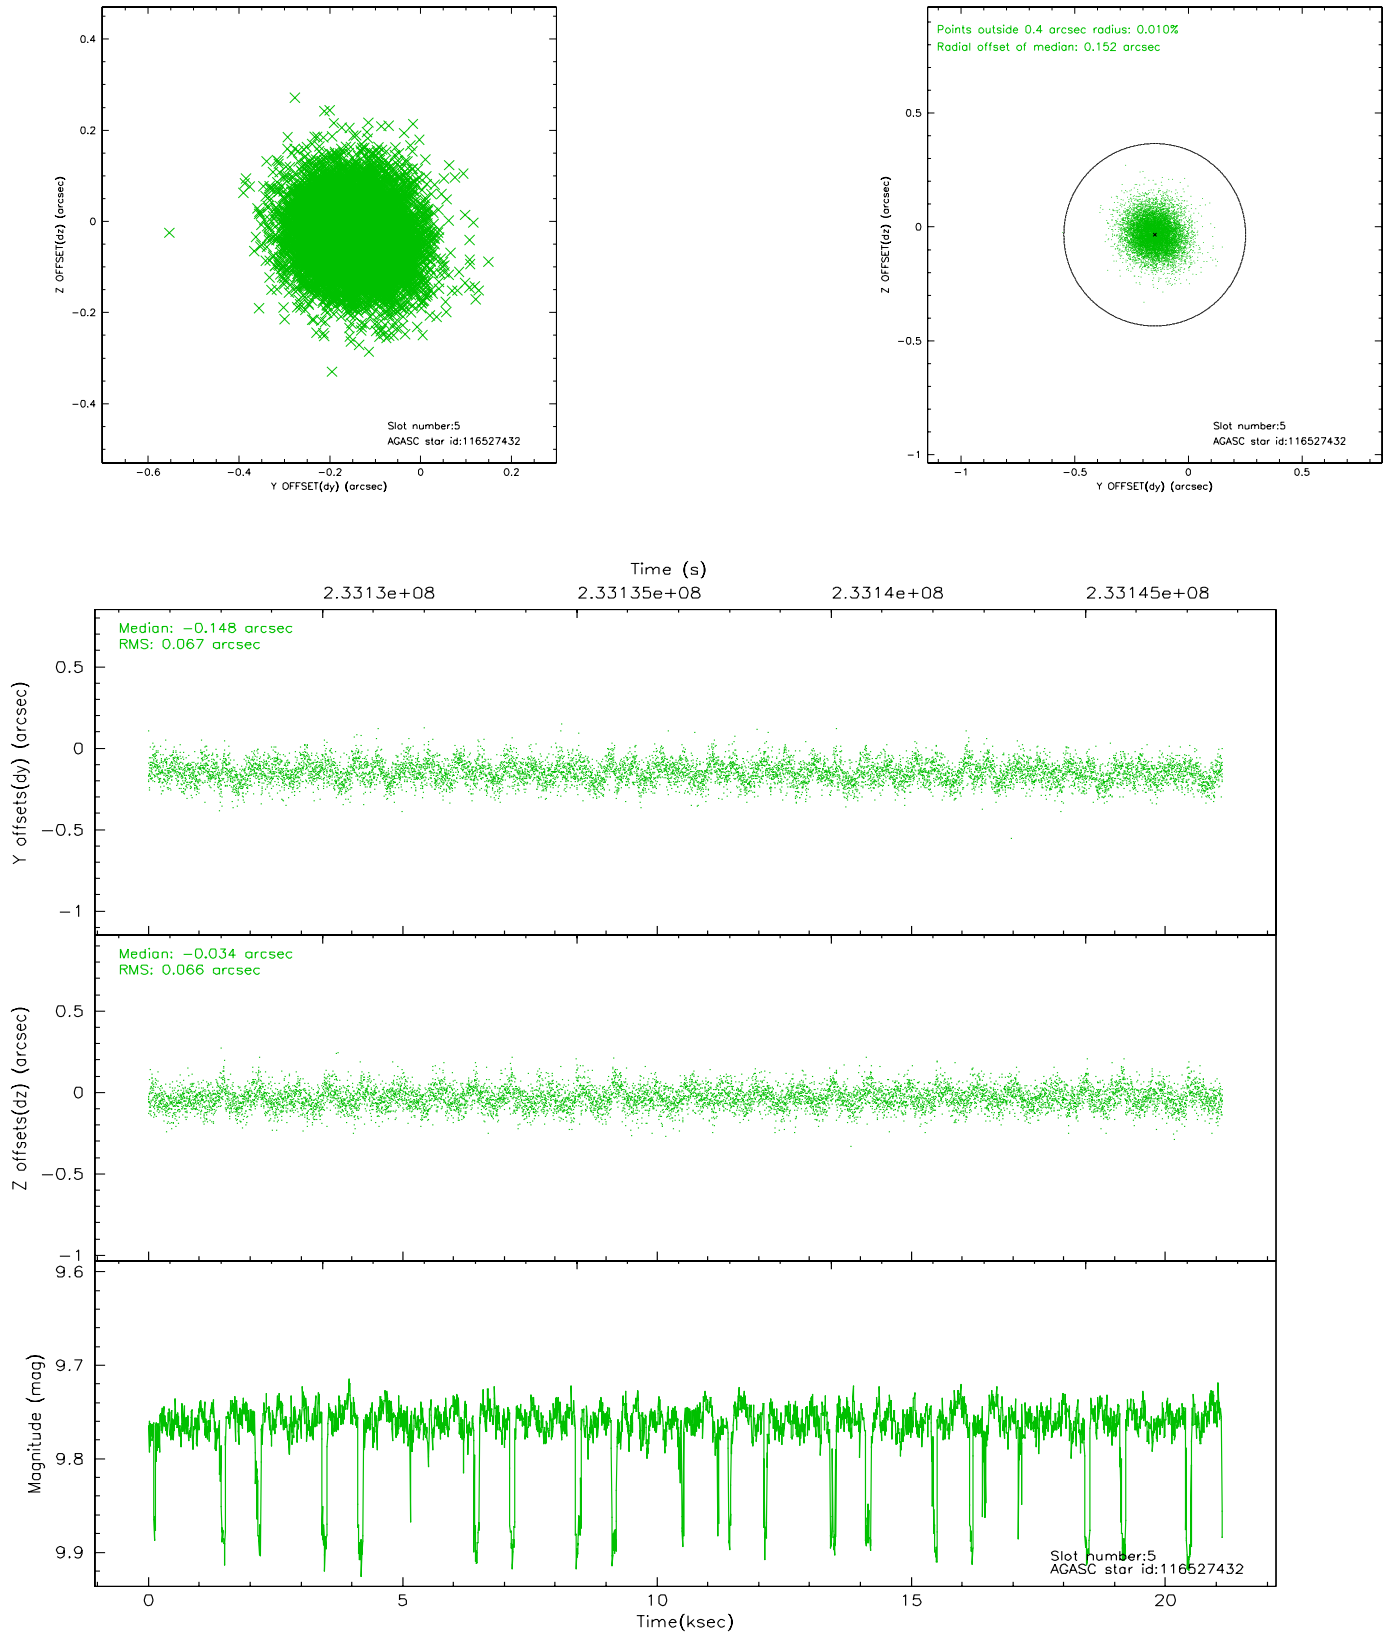 0.4
0.2
0
−0.2
−0.4
Z OFFSET(dz) (arcsec)
Slot number:5
AGASC star id:116527432
−0.6 −0.4 −0.2 0 0.2
Y OFFSET(dy) (arcsec)
Points outside 0.4 arcsec radius: 0.010%
Radial offset of median: 0.152 arcsec
0.5
0
−0.5
−1
Z OFFSET(dz) (arcsec)
Slot number:5
AGASC star id:116527432
−1 −0.5 0 0.5
Y OFFSET(dy) (arcsec)
Time (s)
2.3313e+08 2.33135e+08 2.3314e+08 2.33145e+08
Median: −0.148 arcsec
RMS: 0.067 arcsec
0.5
0
−0.5
−1
Y offsets(dy) (arcsec)
Median: −0.034 arcsec
RMS: 0.066 arcsec
0.5
0
−0.5
−1
Z offsets(dz) (arcsec)
9.6
9.7
9.8
9.9
Magnitude (mag)
Slot number:5
AGASC star id:116527432
0 5 10 15 20
Time(ksec)